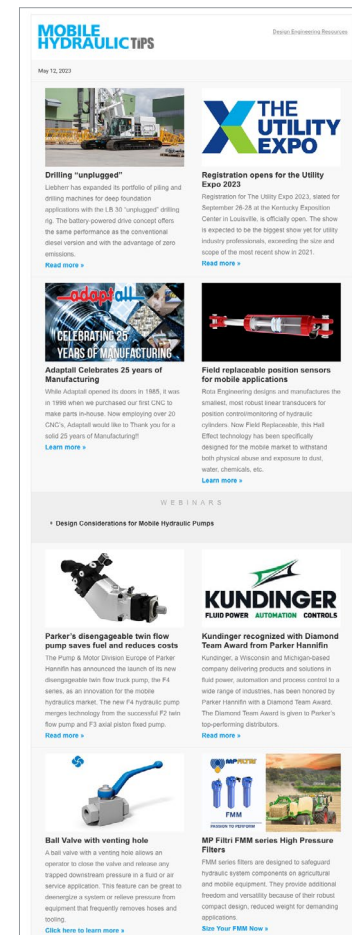 MOBILE
HYDRAULIC TIPS
Design Engineering Resources
May 12, 2023
Drilling “unplugged”
Liebherr has expanded its portfolio of piling and
drilling machines for deep foundation
applications with the LB 30 “unplugged” drilling
rig. The battery-powered drive concept offers
the same performance as the conventional
diesel version and with the advantage of zero
emissions.
Read more »
THE
UTILITY
EXPO
Registration opens for the Utility
Expo 2023
Registration for The Utility Expo 2023, slated for
September 26-28 at the Kentucky Exposition
Center in Louisville, is officially open. The show
is expected to be the biggest show yet for utility
industry professionals, exceeding the size and
scope of the most recent show in 2021.
Read more »
adaptall
CELEBRATING 25
YEARS OF MANUFACTURING
Adaptall Celebrates 25 years of
Manufacturing
While Adaptall opened its doors in 1985, it was
in 1998 when we purchased our first CNC to
make parts in-house. Now employing over 20
CNC's, Adaptall would like to Thank you for a
solid 25 years of Manufacturing!!
Learn more »
Field replaceable position sensors
for mobile applications
Rota Engineering designs and manufactures the
smallest, most robust linear transducers for
position control/monitoring of hydraulic
cylinders. Now Field Replaceable, this Hall
Effect technology has been specifically
designed for the mobile market to withstand
both physical abuse and exposure to dust,
water, chemicals, etc.
Learn more »
WEBINARS
Design Considerations for Mobile Hydraulic Pumps
Parker's disengageable twin flow
pump saves fuel and reduces costs
The Pump & Motor Division Europe of Parker
Hannifin has announced the launch of its new
disengageable twin flow truck pump, the F4
series, as an innovation for the mobile
hydraulics market. The new F4 hydraulic pump
merges technology from the successful F2 twin
flow pump and F3 axial piston fixed pump.
Read more »
KUNDINGER
FLUID POWER AUTOMATION CONTROLS
Kundinger recognized with Diamond
Team Award from Parker Hannifin
Kundinger, a Wisconsin and Michigan-based
company delivering products and solutions in
fluid power, automation and process control to a
wide range of industries, has been honored by
Parker Hannifin with a Diamond Team Award.
The Diamond Team Award is given to Parker's
top-performing distributors.
Read more »
Ball Valve with venting hole
A ball valve with a venting hole allows an
operator to close the valve and release any
trapped downstream pressure in a fluid or air
service application. This feature can be great to
deenergize a system or relieve pressure from
equipment that frequently removes hoses and
tooling.
Click here to learn more »
MP FILTRI
FMM
PASSION TO PERFORM
MP Filtri FMM series High Pressure
Filters
FMM series filters are designed to safeguard
hydraulic system components on agricultural
and mobile equipment. They provide additional
freedom and versatility because of their robust
compact design, reduced weight for demanding
applications.
Size Your FMM Now »